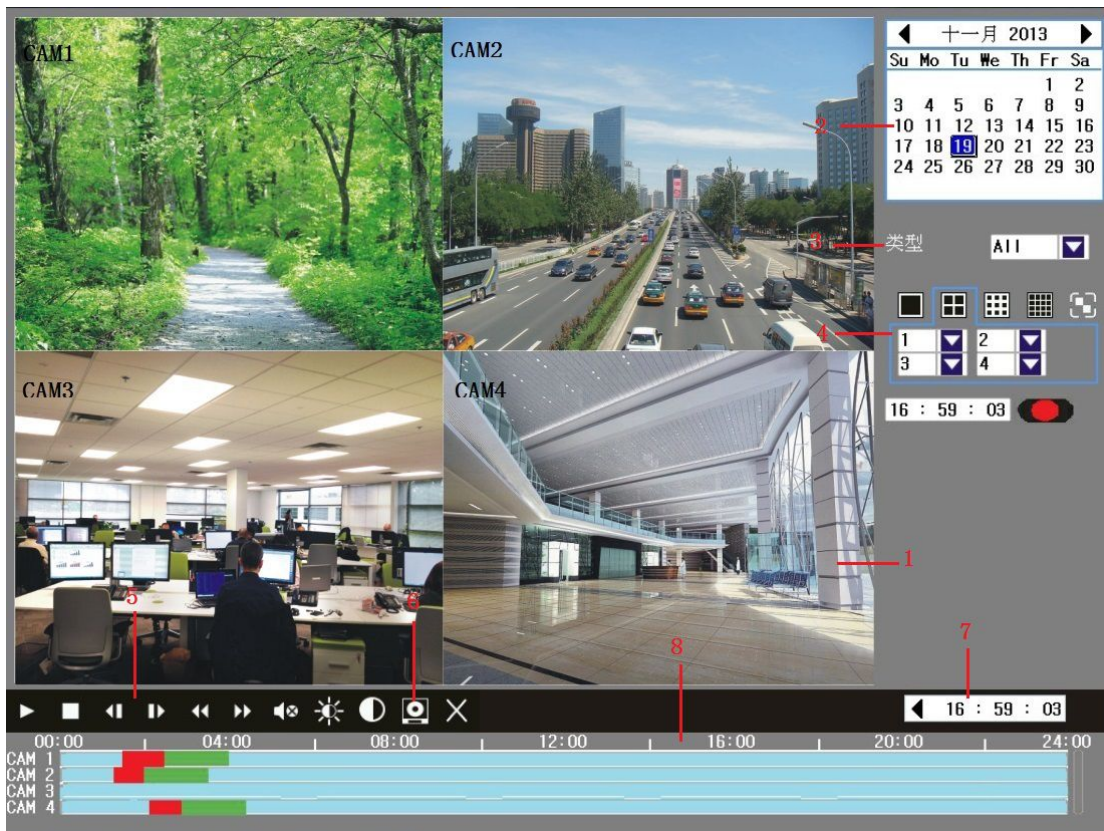 CAM1
CAM2
CAM3
CAM4
十一月 2013
Su Mo Tu We Th Fr Sa
1 2
3 4 5 6 7 8 9
10 11 12 13 14 15 16
17 18 19 20 21 22 23
24 25 26 27 28 29 30
2
3
类型 All
4
1 2
3 4
16 : 59 : 03
1
5
6
7
8
16 : 59 : 03
00:00 04:00 08:00 12:00 16:00 20:00 24:00
CAM 1
CAM 2
CAM 3
CAM 4